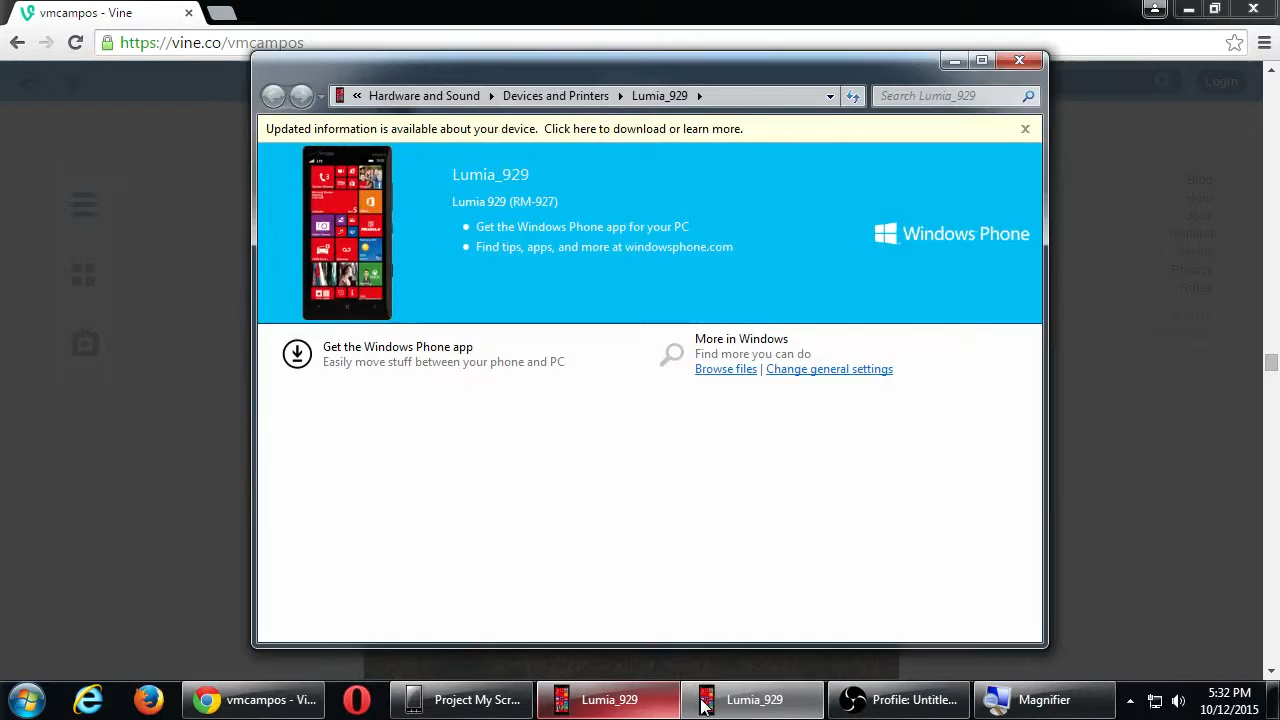 vmcampos - Vine
https://vine.co/vmcampos
Login
« Hardware and Sound Devices and Printers Lumia_929
Search Lumia_929
Updated information is available about your device. Click here to download or learn more.
Lumia_929
Lumia 929 (RM-927)
Get the Windows Phone app for your PC
Find tips, apps, and more at windowsphone.com
Windows Phone
Blog
Privacy
Get the Windows Phone app
Easily move stuff between your phone and PC
More in Windows
Find more you can do
Browse files | Change general settings
vmcampos - Vi...
Project My Scr...
Lumia_929
Lumia_929
Profile: Untitle...
Magnifier
5:32 PM
10/12/2015